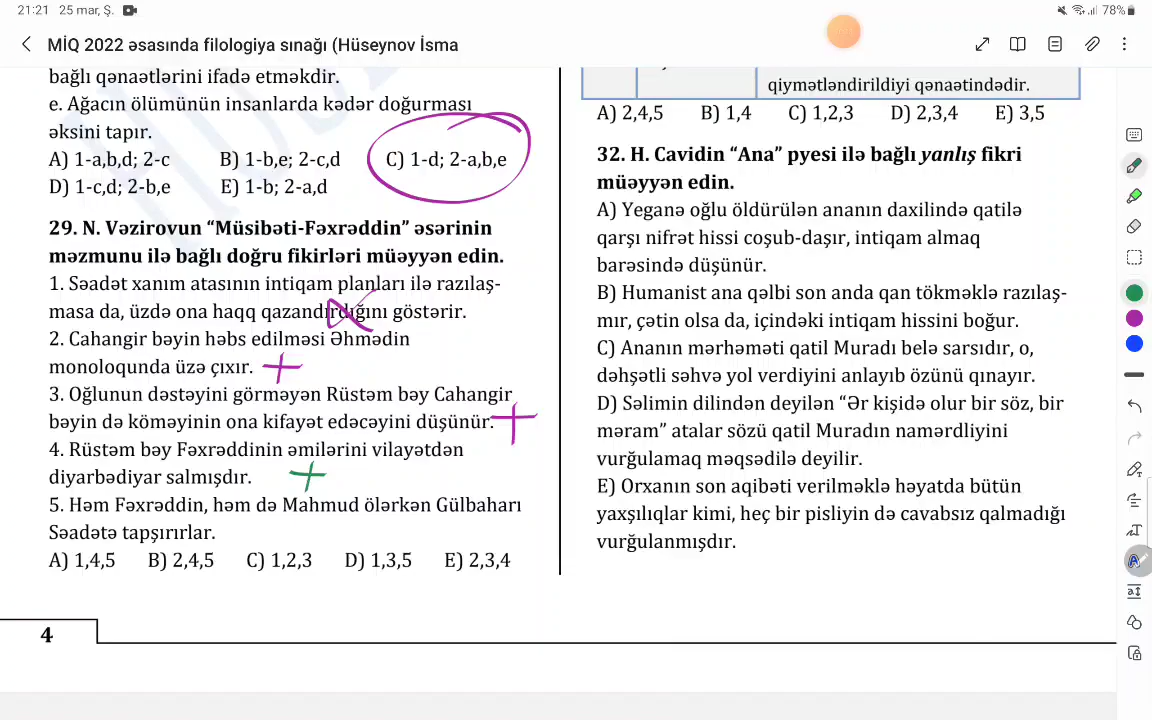 21:21 25 mar, Ş. 78%
MİQ 2022 əsasında filologiya sınağı (Hüseynov İsma
bağlı qənaətlərini ifadə etməkdir.
e. Ağacın ölümünün insanlarda kədər doğurması
əksini tapır.
A) 1-a,b,d; 2-c B) 1-b,e; 2-c,d C) 1-d; 2-a,b,e
D) 1-c,d; 2-b,e E) 1-b; 2-a,d
29. N. Vəzirovun “Müsibəti-Fəxrəddin” əsərinin
məzmunu ilə bağlı doğru fikirləri müəyyən edin.
1. Səadət xanım atasının intiqam planları ilə razılaş-
masa da, üzdə ona haqq qazandırdığını göstərir.
2. Cahangir bəyin həbs edilməsi Əhmədin
monoloqunda üzə çıxır.
3. Oğlunun dəstəyini görməyən Rüstəm bəy Cahangir
bəyin də köməyinin ona kifayət edəcəyini düşünür.
4. Rüstəm bəy Fəxrəddinin əmilərini vilayətdən
diyarbədiyar salmışdır.
5. Həm Fəxrəddin, həm də Mahmud ölərkən Gülbaharı
Səadətə tapşırırlar.
A) 1,4,5 B) 2,4,5 C) 1,2,3 D) 1,3,5 E) 2,3,4
4
qiymətləndirildiyi qənaətindədir.
A) 2,4,5 B) 1,4 C) 1,2,3 D) 2,3,4 E) 3,5
32. H. Cavidin “Ana” pyesi ilə bağlı yanlış fikri
müəyyən edin.
A) Yeganə oğlu öldürülən ananın daxilində qatilə
qarşı nifrət hissi coşub-daşır, intiqam almaq
barəsində düşünür.
B) Humanist ana qəlbi son anda qan tökməklə razılaş-
mır, çətin olsa da, içindəki intiqam hissini boğur.
C) Ananın mərhəməti qatil Muradı belə sarsıdır, o,
dəhşətli səhvə yol verdiyini anlayıb özünü qınayır.
D) Səlimin dilindən deyilən “Ər kişidə olur bir söz, bir
məram” atalar sözü qatil Muradın namərdliyini
vurğulamaq məqsədilə deyilir.
E) Orxanın son aqibəti verilməklə həyatda bütün
yaxşılıqlar kimi, heç bir pisliyin də cavabsız qalmadığı
vurğulanmışdır.